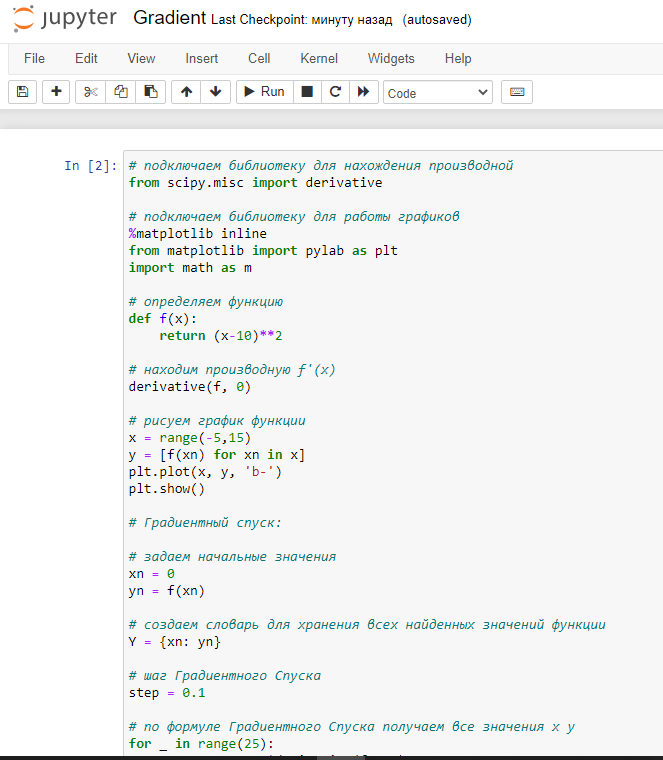 jupyter Gradient Last Checkpoint: минуту назад (autosaved)
File Edit View Insert Cell Kernel Widgets Help
Run Code
In [2]: # подключаем библиотеку для нахождения производной
from scipy.misc import derivative
# подключаем библиотеку для работы графиков
%matplotlib inline
from matplotlib import pylab as plt
import math as m
# определяем функцию
def f(x):
    return (x-10)**2
# находим производную f'(x)
derivative(f, 0)
# рисуем график функции
x = range(-5,15)
y = [f(xn) for xn in x]
plt.plot(x, y, 'b-')
plt.show()
# Градиентный спуск:
# задаем начальные значения
xn = 0
yn = f(xn)
# создаем словарь для хранения всех найденных значений функции
Y = {xn: yn}
# шаг Градиентного Спуска
step = 0.1
# по формуле Градиентного Спуска получаем все значения x y
for _ in range(25):